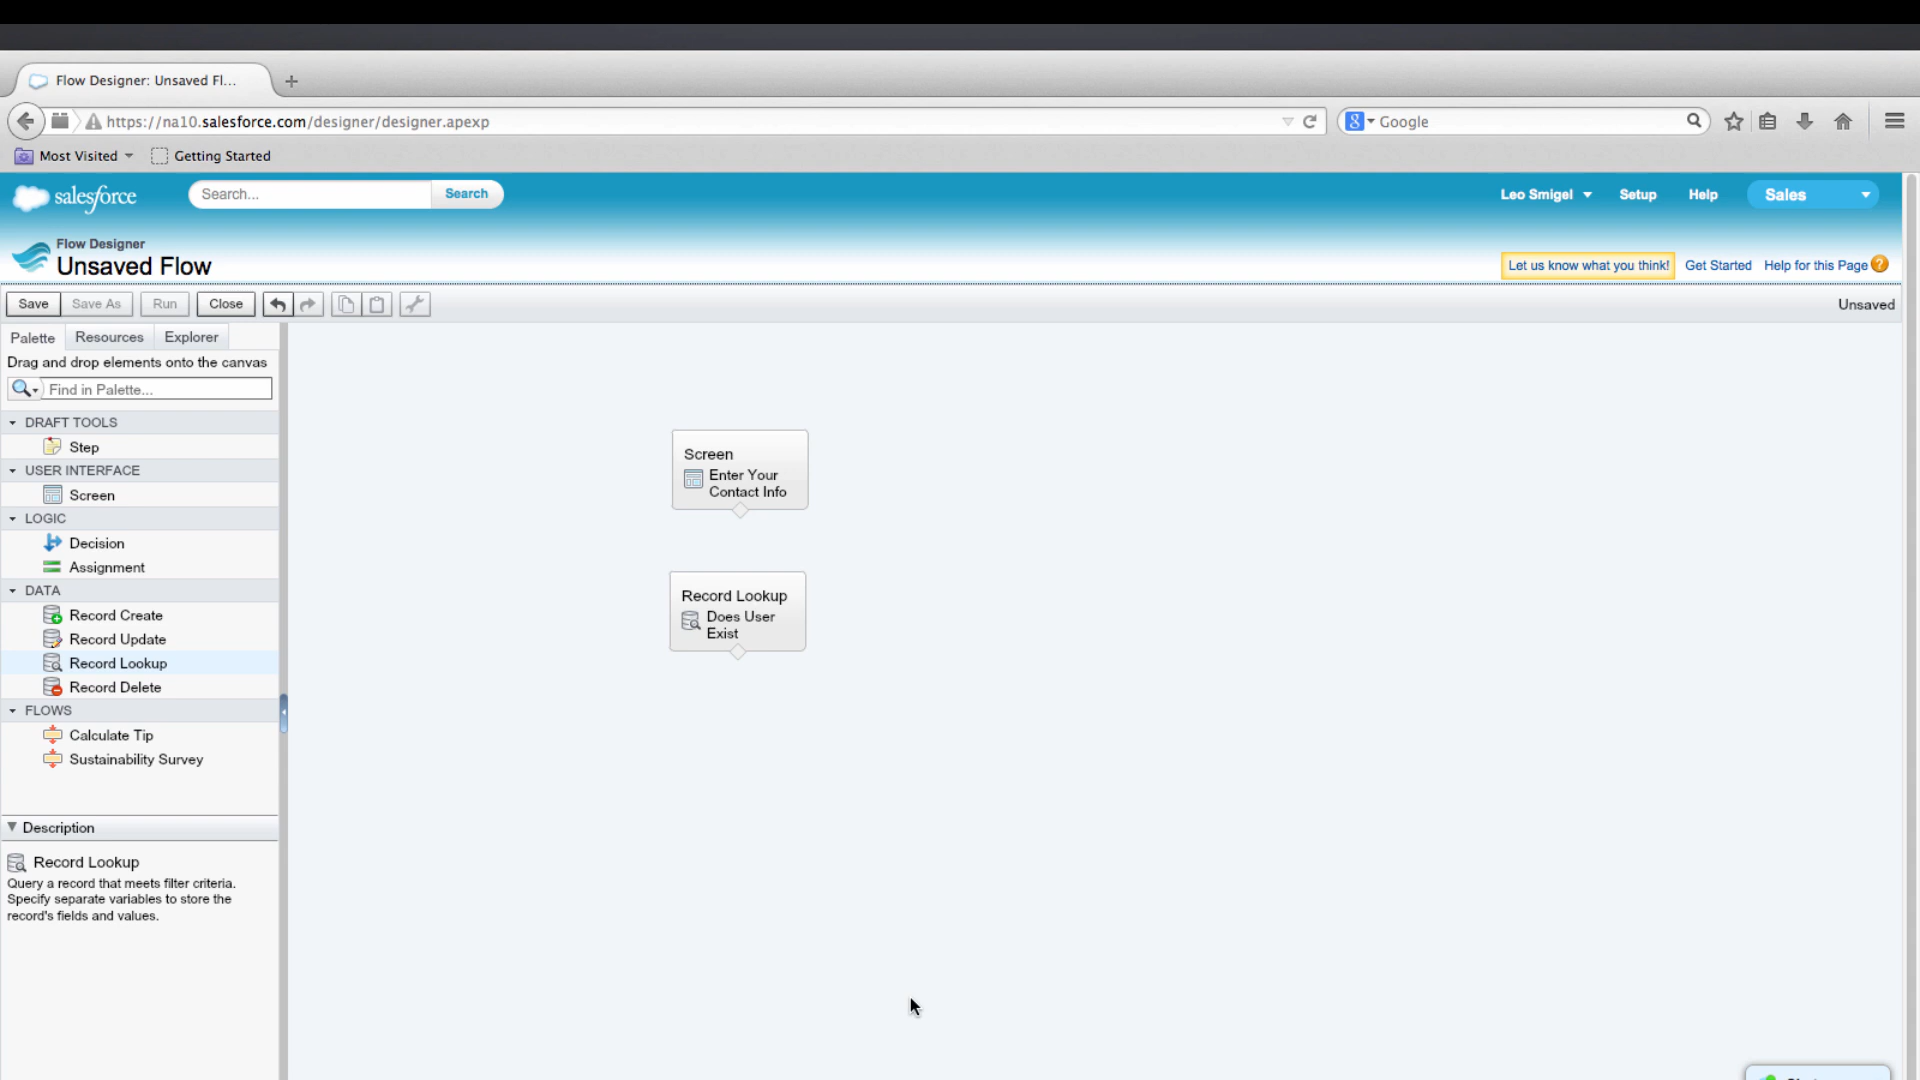 Flow Designer: Unsaved Fl...
https://na10.salesforce.com/designer/designer.apexp
Google
Most Visited
Getting Started
salesforce
Search...
Search
Leo Smigel
Setup
Help
Sales
Flow Designer
Unsaved Flow
Let us know what you think!
Get Started
Help for this Page
Save
Save As
Run
Close
Unsaved
Palette
Resources
Explorer
Drag and drop elements onto the canvas
Find in Palette...
DRAFT TOOLS
Step
USER INTERFACE
Screen
LOGIC
Decision
Assignment
DATA
Record Create
Record Update
Record Lookup
Record Delete
FLOWS
Calculate Tip
Sustainability Survey
Description
Record Lookup
Query a record that meets filter criteria.
Specify separate variables to store the
record's fields and values.
Screen
Enter Your
Contact Info
Record Lookup
Does User
Exist